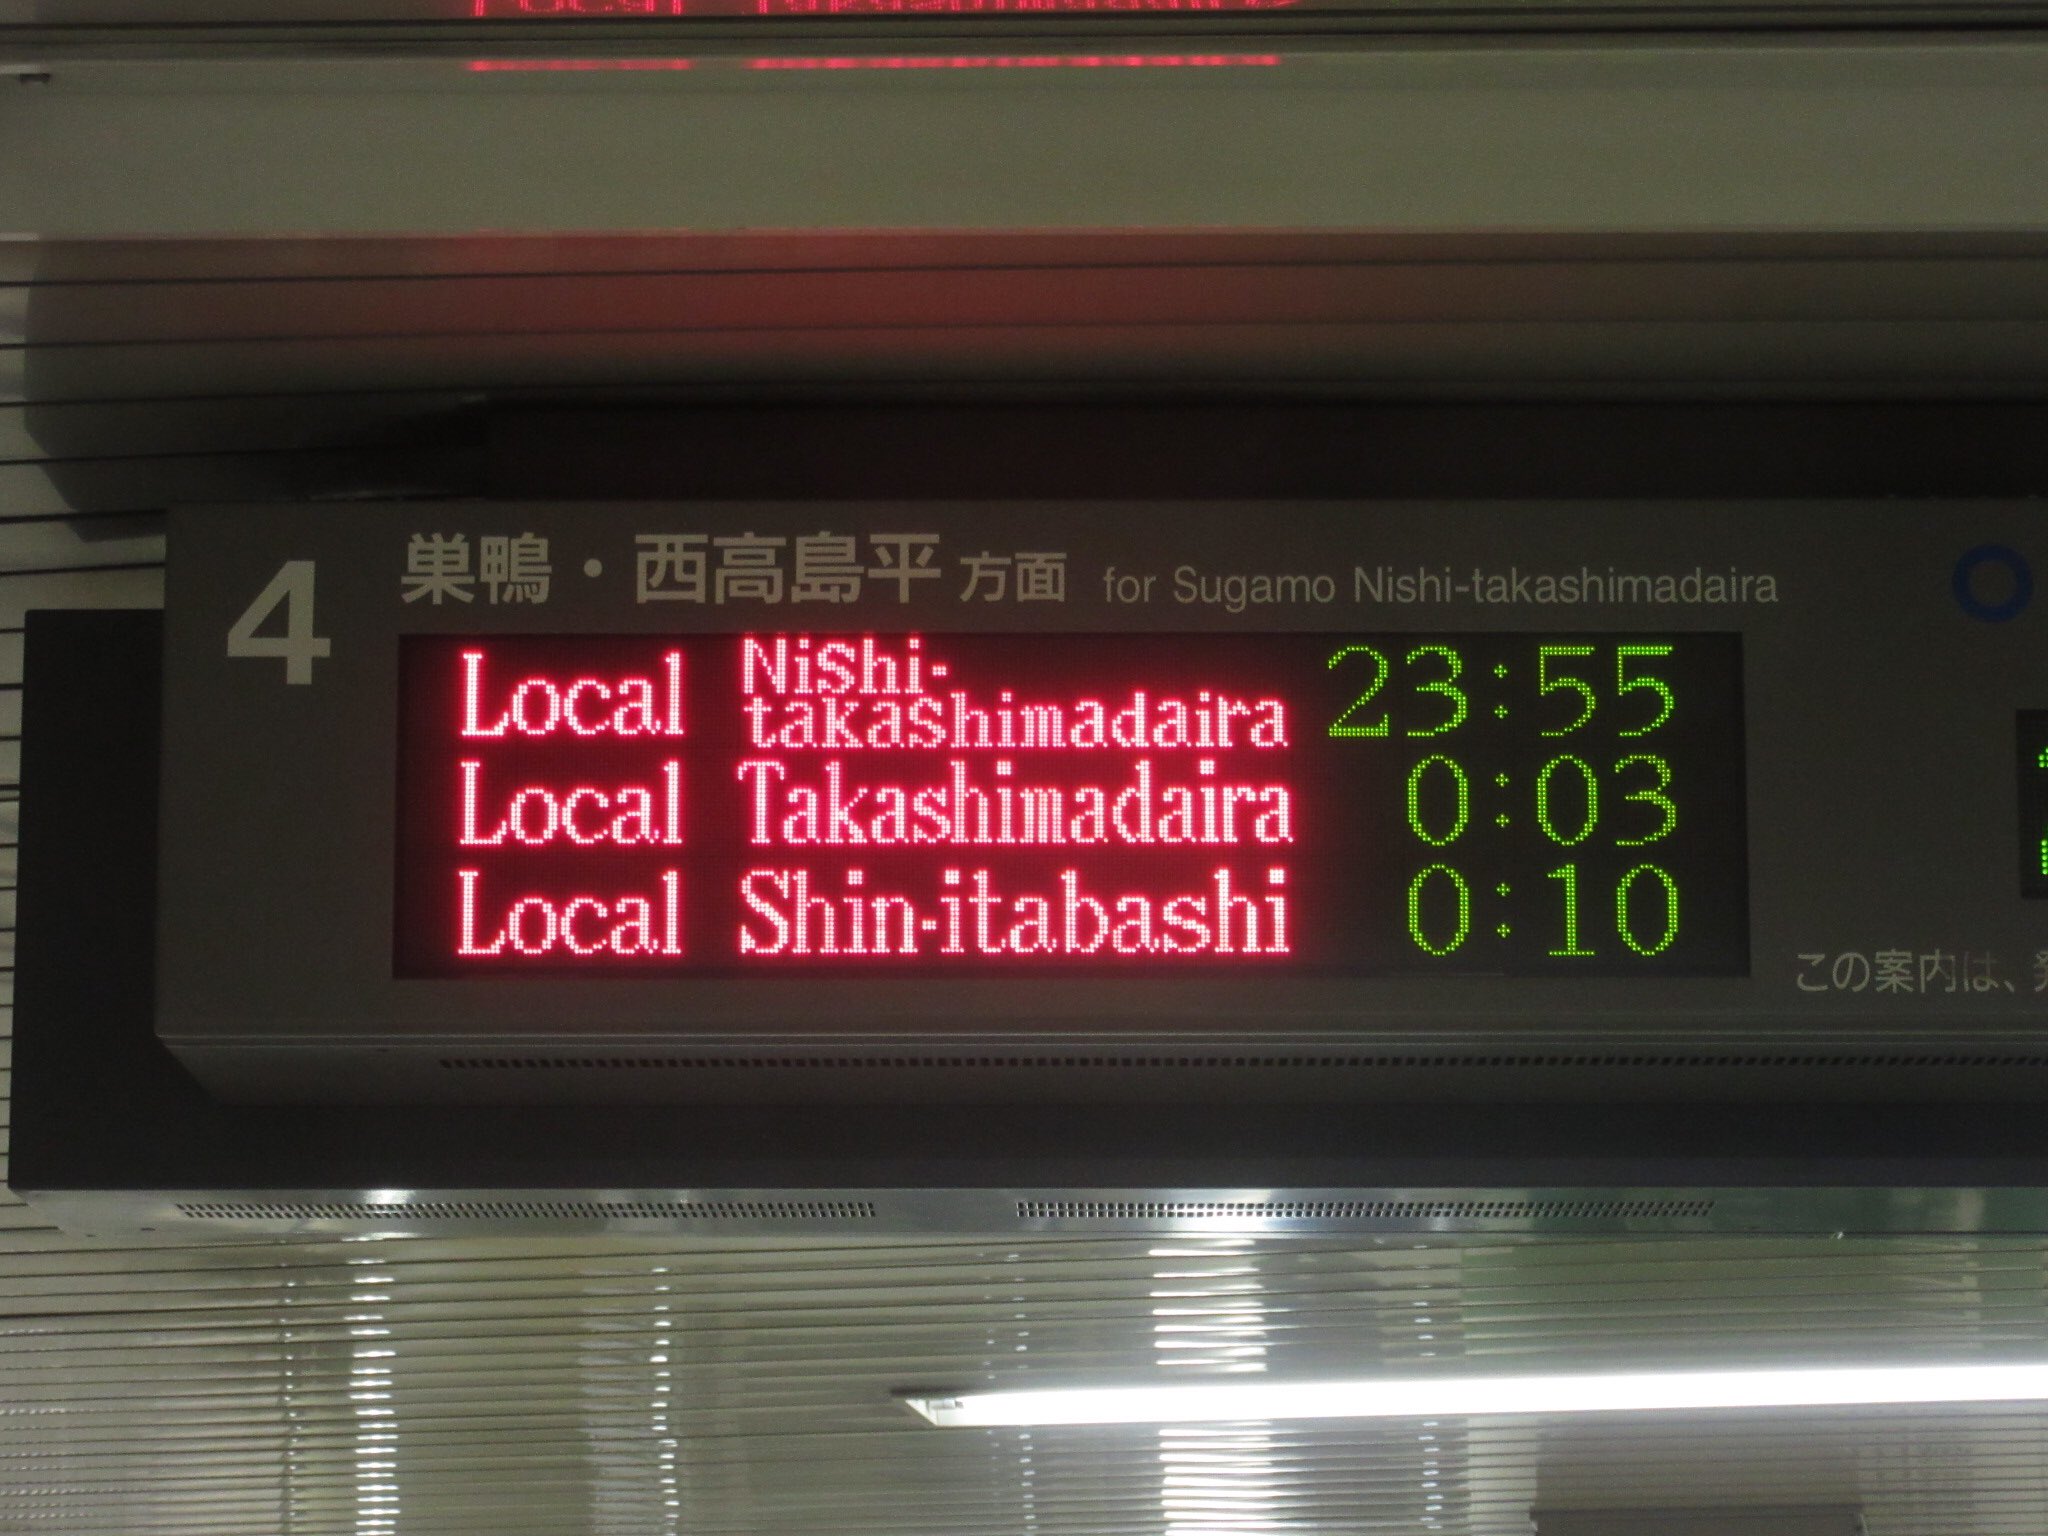 4 巣鴨・西高島平 方面 for Sugamo Nishi-takashimadaira
Local Nishi-takashimadaira 23:55
Local Takashimadaira 0:03
Local Shin-itabashi 0:10
この案内は、